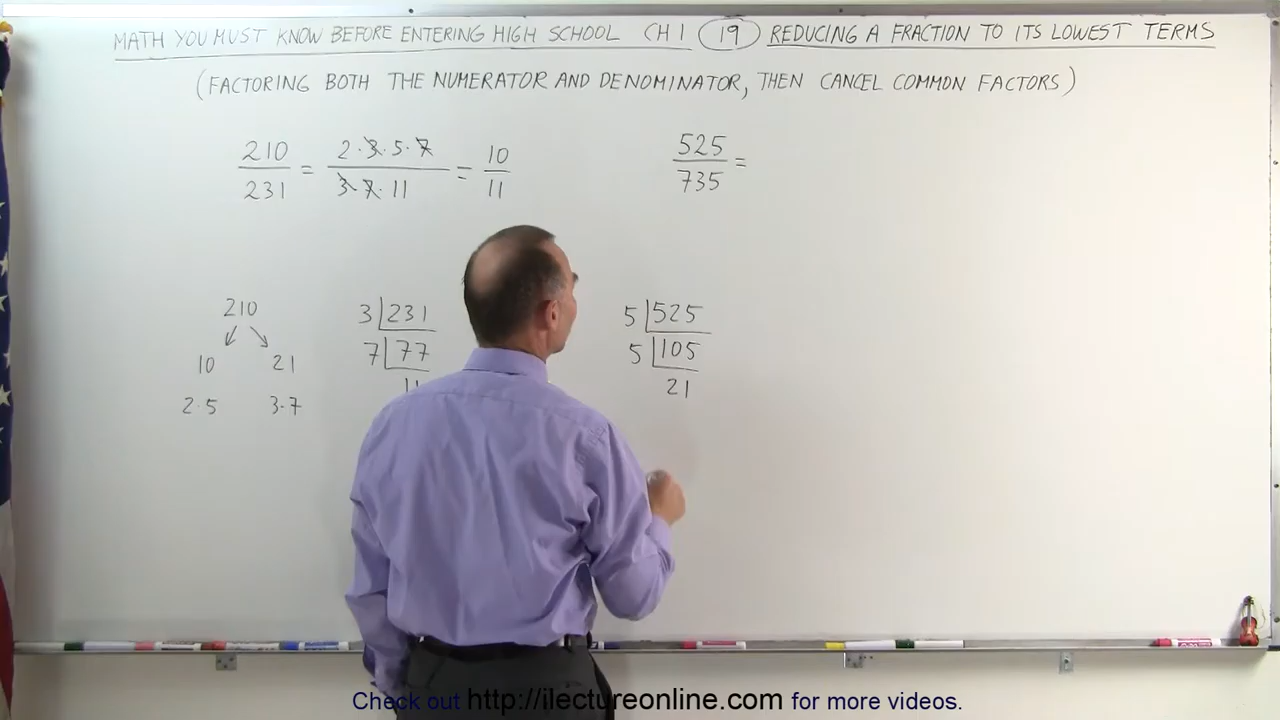 MATH YOU MUST KNOW BEFORE ENTERING HIGH SCHOOL CH 1 19 REDUCING A FRACTION TO ITS LOWEST TERMS
(FACTORING BOTH THE NUMERATOR AND DENOMINATOR, THEN CANCEL COMMON FACTORS)
210/231 = 2·3·5·7/3·7·11 = 10/11
525/735 =
210
10 21
2·5 3·7
3 231
7 77
11
5 525
5 105
21
Check out http://ilectureonline.com for more videos.